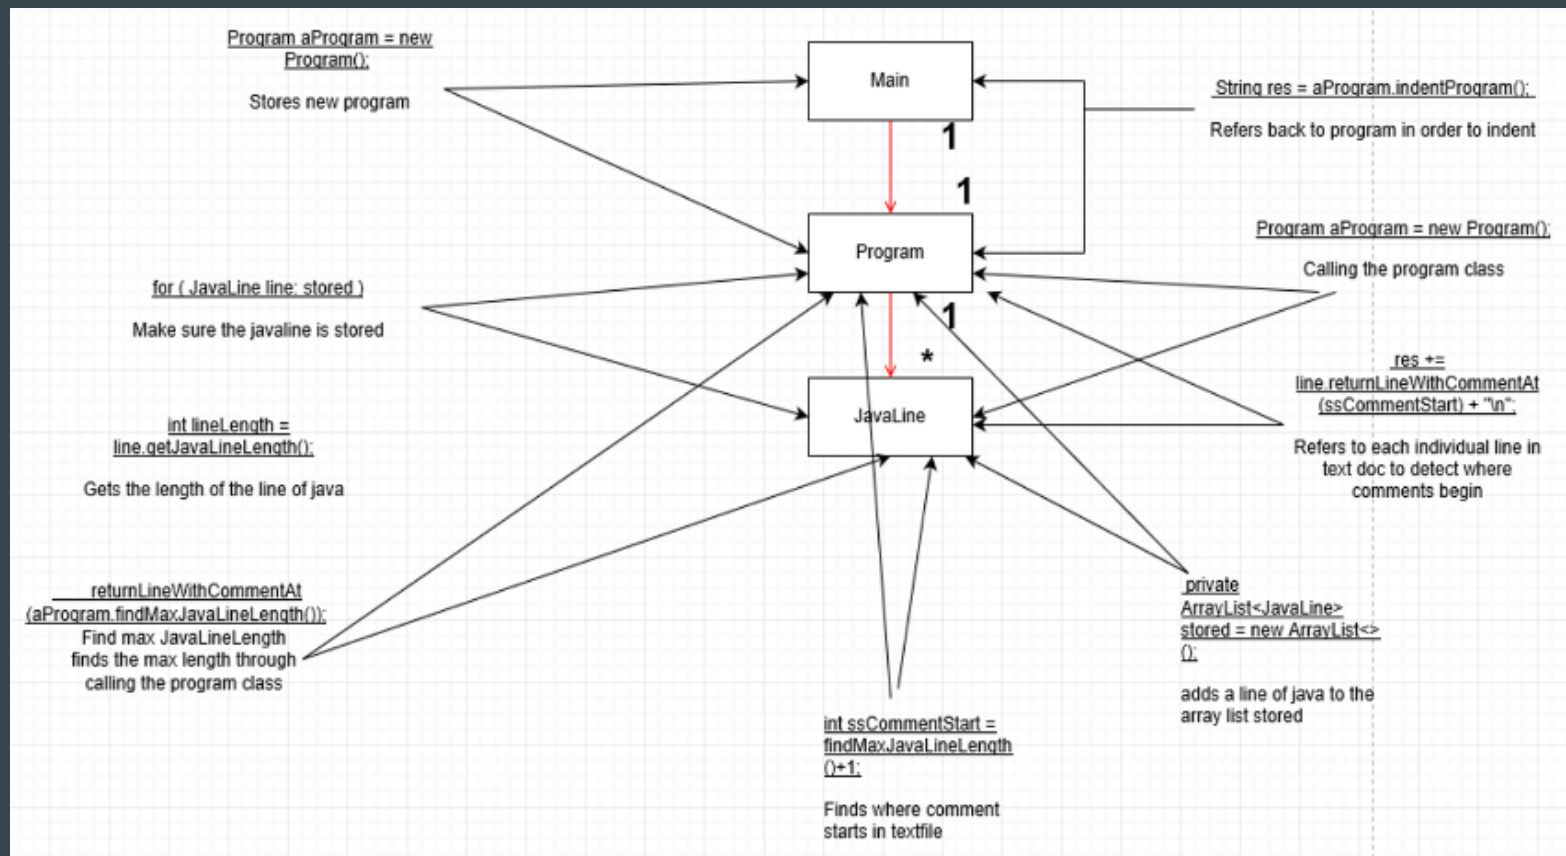 Program aProgram = new
Program();
Stores new program
Main
String res = aProgram.indentProgram();
Refers back to program in order to indent
1
1
Program
Program aProgram = new Program();
Calling the program class
for ( JavaLine line: stored )
Make sure the javaline is stored
1
*
JavaLine
res +=
line.returnLineWithCommentAt
(ssCommentStart) + "\n";
Refers to each individual line in
text doc to detect where
comments begin
int lineLength =
line.getJavaLineLength();
Gets the length of the line of java
returnLineWithCommentAt
(aProgram.findMaxJavaLineLength());
Find max JavaLineLength
finds the max length through
calling the program class
private
ArrayList<JavaLine>
stored = new ArrayList<>
();
adds a line of java to the
array list stored
int ssCommentStart =
findMaxJavaLineLength
()+1;
Finds where comment
starts in textfile